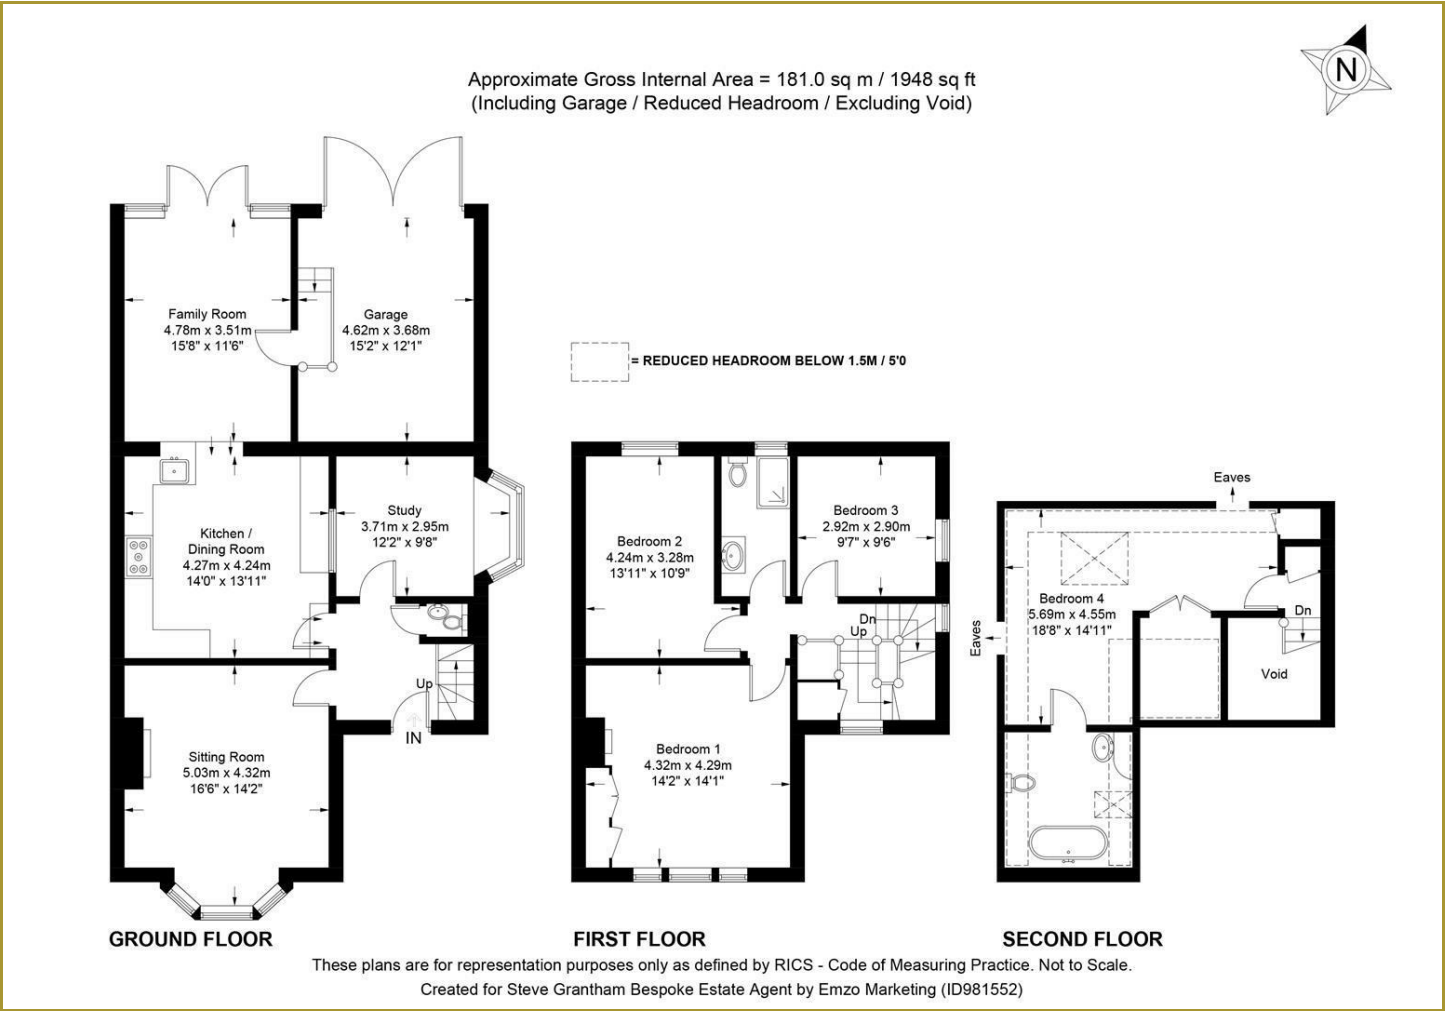 Approximate Gross Internal Area = 181.0 sq m / 1948 sq ft
(Including Garage / Reduced Headroom / Excluding Void)
N
Family Room
4.78m x 3.51m
15'8" x 11'6"
Garage
4.62m x 3.68m
15'2" x 12'1"
= REDUCED HEADROOM BELOW 1.5M / 5'0
Kitchen /
Dining Room
4.27m x 4.24m
14'0" x 13'11"
Study
3.71m x 2.95m
12'2" x 9'8"
Up
IN
Sitting Room
5.03m x 4.32m
16'6" x 14'2"
GROUND FLOOR
Bedroom 2
4.24m x 3.28m
13'11" x 10'9"
Bedroom 3
2.92m x 2.90m
9'7" x 9'6"
Dn
Up
Bedroom 1
4.32m x 4.29m
14'2" x 14'1"
FIRST FLOOR
Eaves
Eaves
Bedroom 4
5.69m x 4.55m
18'8" x 14'11"
Dn
Void
SECOND FLOOR
These plans are for representation purposes only as defined by RICS - Code of Measuring Practice. Not to Scale.
Created for Steve Grantham Bespoke Estate Agent by Emzo Marketing (ID981552)